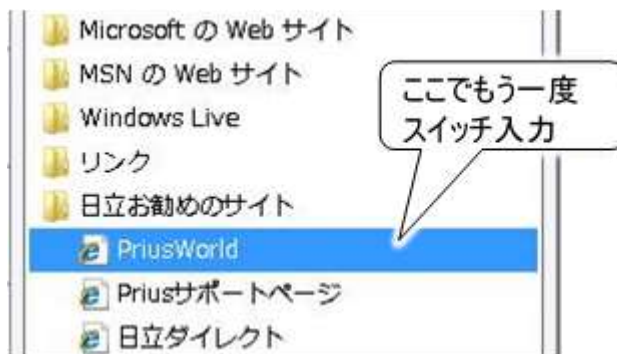 Microsoft の Web サイト
MSN の Web サイト
Windows Live
リンク
日立お勧めのサイト
PriusWorld
Priusサポートページ
日立ダイレクト
ここでもう一度
スイッチ入力